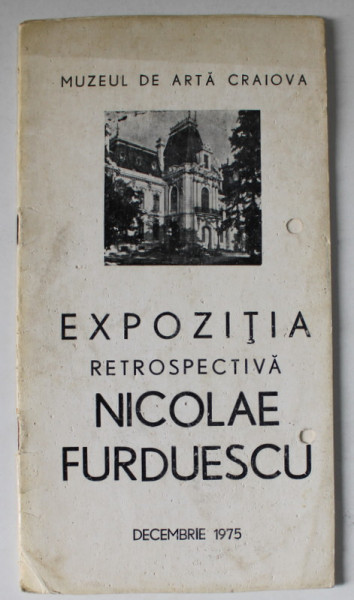 MUZEUL DE ARTĂ CRAIOVA
EXPOZIŢIA
RETROSPECTIVĂ
NICOLAE
FURDUESCU
DECEMBRIE 1975